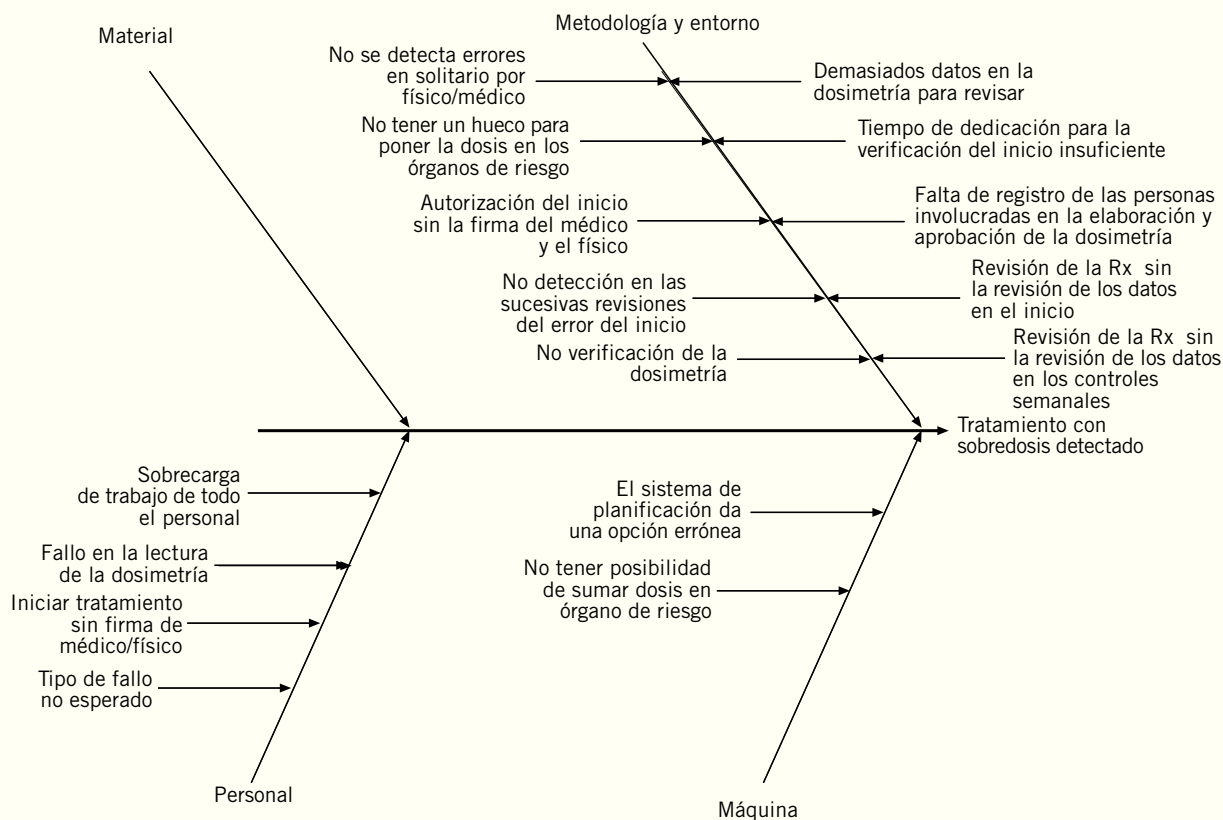 Material
Metodología y entorno
No se detecta errores
en solitario por
físico/médico
Demasiados datos en la
dosimetría para revisar
No tener un hueco para
poner la dosis en los
órganos de riesgo
Tiempo de dedicación para la
verificación del inicio insuficiente
Autorización del inicio
sin la firma del médico
y el físico
Falta de registro de las personas
involucradas en la elaboración y
aprobación de la dosimetría
No detección en las
sucesivas revisiones
del error del inicio
Revisión de la Rx sin
la revisión de los datos
en el inicio
No verificación de la
dosimetría
Revisión de la Rx sin
la revisión de los datos
en los controles
semanales
Tratamiento con
sobredosis detectado
Sobrecarga
de trabajo de todo
el personal
Fallo en la lectura
de la dosimetría
Iniciar tratamiento
sin firma de
médico/físico
Tipo de fallo
no esperado
Personal
El sistema de
planificación da
una opción errónea
No tener posibilidad
de sumar dosis en
órgano de riesgo
Máquina